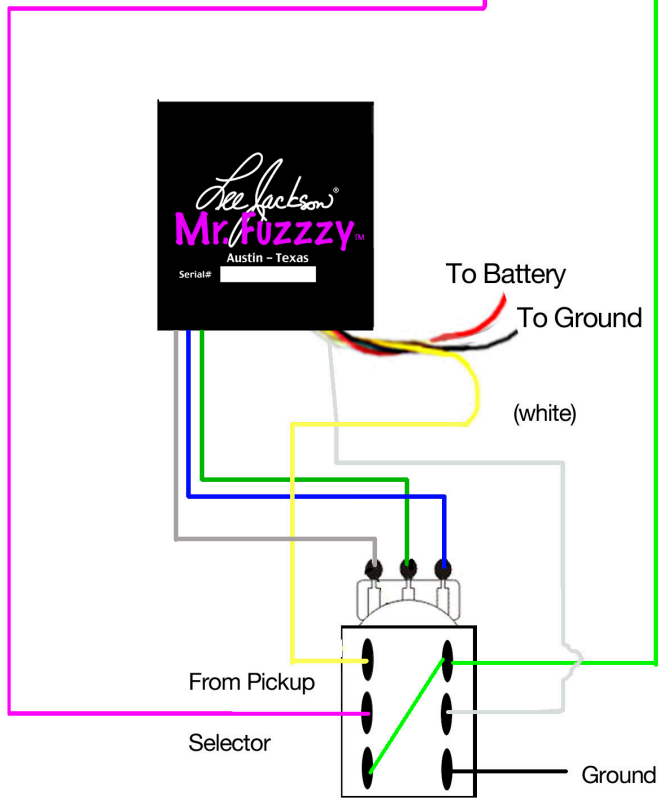 Lee Jackson®
Mr. Fuzzzy™
Austin – Texas
Serial#
To Battery
To Ground
(white)
From Pickup
Selector
Ground